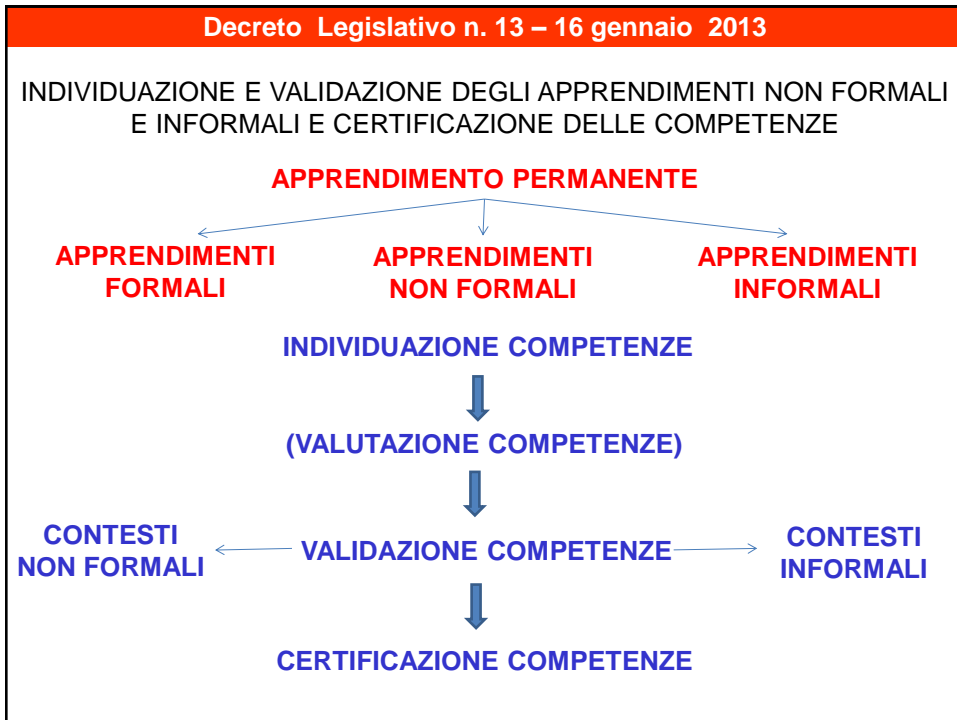 Decreto Legislativo n. 13 – 16 gennaio 2013
INDIVIDUAZIONE E VALIDAZIONE DEGLI APPRENDIMENTI NON FORMALI
E INFORMALI E CERTIFICAZIONE DELLE COMPETENZE
APPRENDIMENTO PERMANENTE
APPRENDIMENTI
FORMALI
APPRENDIMENTI
NON FORMALI
APPRENDIMENTI
INFORMALI
INDIVIDUAZIONE COMPETENZE
(VALUTAZIONE COMPETENZE)
CONTESTI
NON FORMALI
VALIDAZIONE COMPETENZE
CONTESTI
INFORMALI
CERTIFICAZIONE COMPETENZE